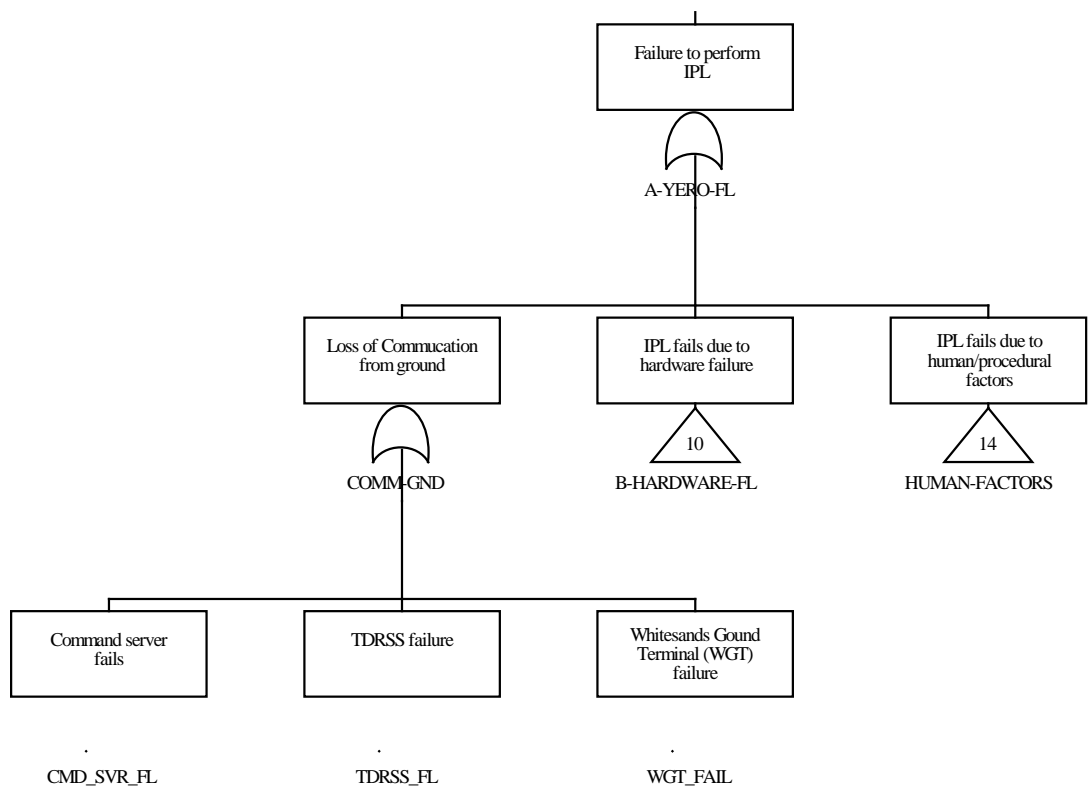 Failure to perform
IPL
A-YERO-FL
Loss of Commucation
from ground
IPL fails due to
hardware failure
IPL fails due to
human/procedural
factors
10
14
COMM-GND
B-HARDWARE-FL
HUMAN-FACTORS
Command server
fails
TDRSS failure
Whitesands Gound
Terminal (WGT)
failure
CMD_SVR_FL
TDRSS_FL
WGT_FAIL